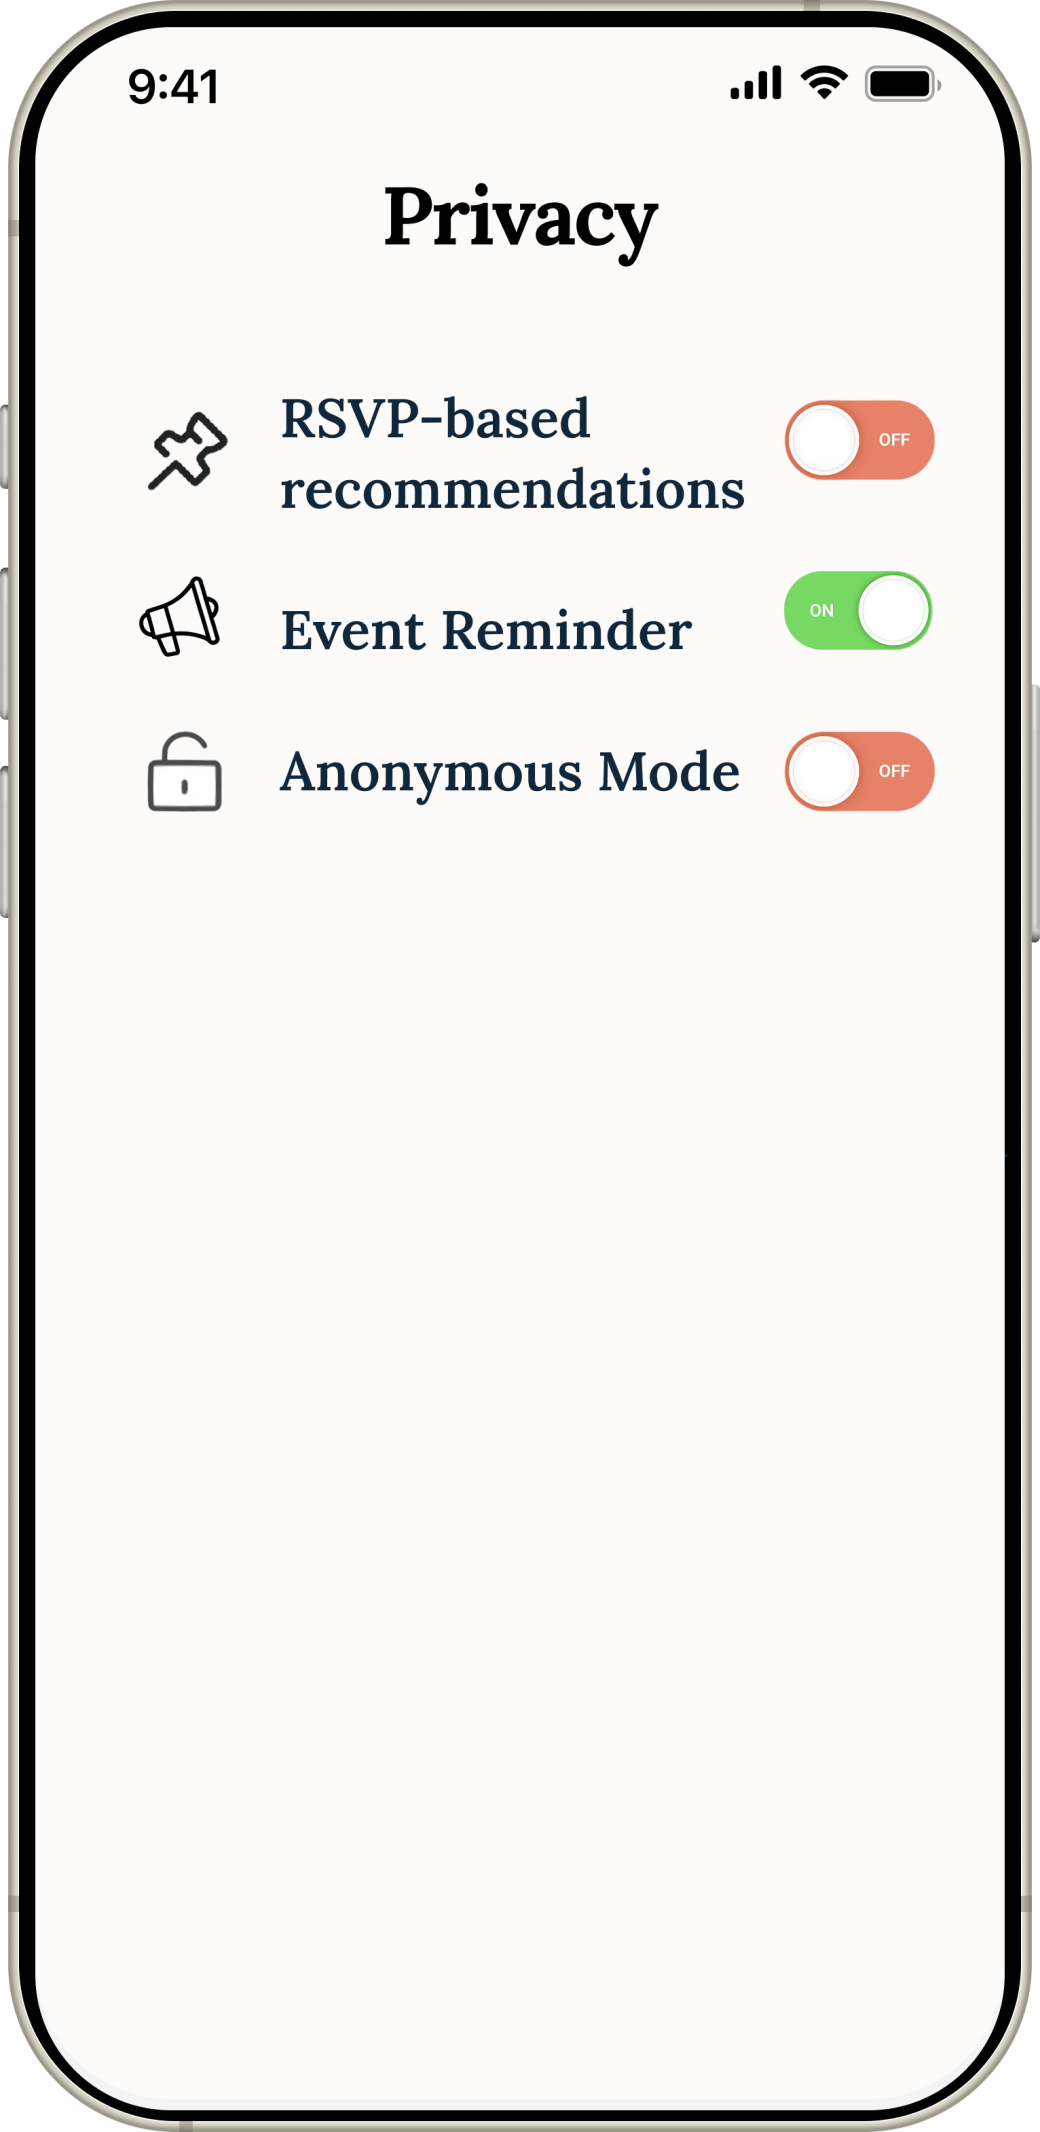 9:41
Privacy
RSVP-based
recommendations
OFF
Event Reminder
ON
Anonymous Mode
OFF